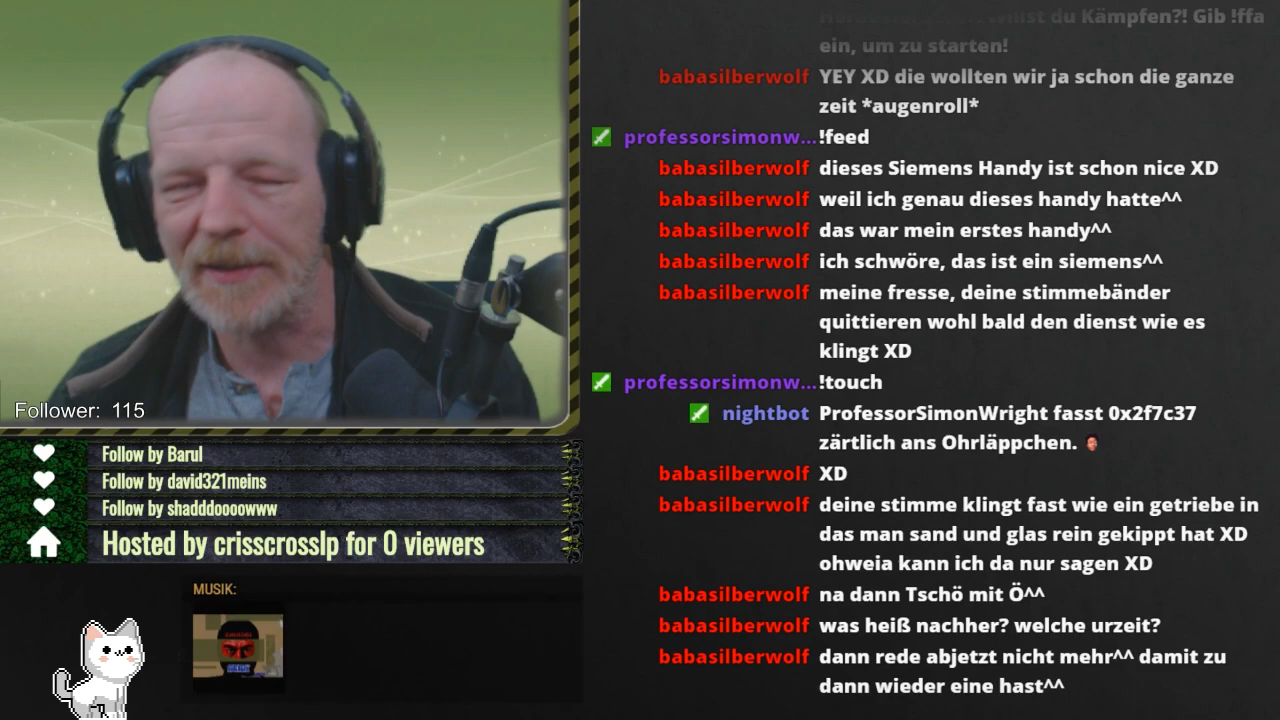 Follower: 115
Follow by Barul
Follow by david321meins
Follow by shadddoooowww
Hosted by crisscrosslp for 0 viewers
MUSIK:
willst du Kämpfen?! Gib !ffa
ein, um zu starten!
babasilberwolf YEY XD die wollten wir ja schon die ganze
zeit *augenroll*
professorsimonw... !feed
babasilberwolf dieses Siemens Handy ist schon nice XD
babasilberwolf weil ich genau dieses handy hatte^^
babasilberwolf das war mein erstes handy^^
babasilberwolf ich schwöre, das ist ein siemens^^
babasilberwolf meine fresse, deine stimmebänder
quittieren wohl bald den dienst wie es
klingt XD
professorsimonw... !touch
nightbot ProfessorSimonWright fasst 0x2f7c37
zärtlich ans Ohrläppchen.
babasilberwolf XD
babasilberwolf deine stimme klingt fast wie ein getriebe in
das man sand und glas rein gekippt hat XD
ohweia kann ich da nur sagen XD
babasilberwolf na dann Tschö mit Ö^^
babasilberwolf was heiß nachher? welche urzeit?
babasilberwolf dann rede abjetzt nicht mehr^^ damit zu
dann wieder eine hast^^